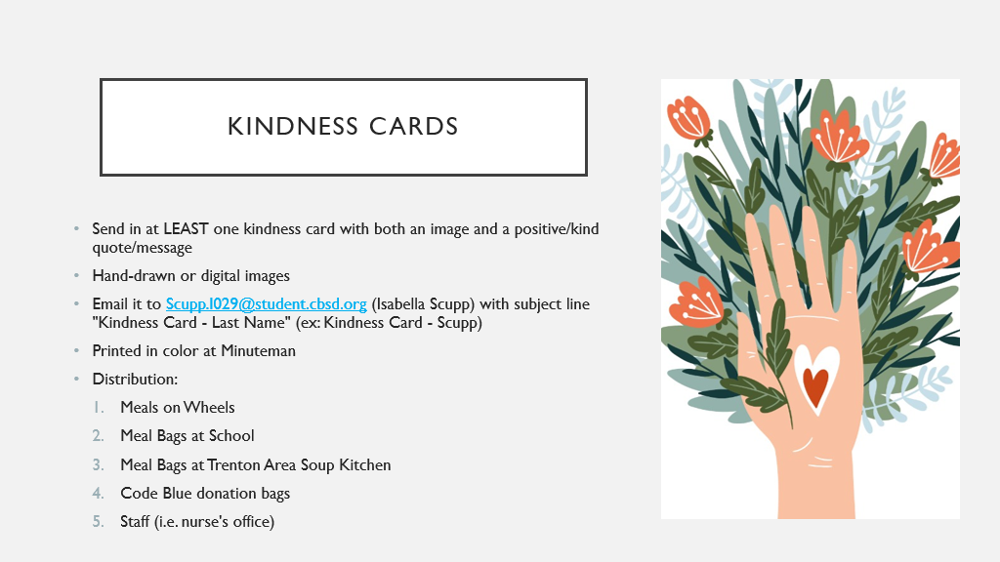 KINDNESS CARDS
• Send in at LEAST one kindness card with both an image and a positive/kind
quote/message
• Hand-drawn or digital images
• Email it to Scupp.I029@student.cbsd.org (Isabella Scupp) with subject line
"Kindness Card - Last Name" (ex: Kindness Card - Scupp)
• Printed in color at Minuteman
• Distribution:
1. Meals on Wheels
2. Meal Bags at School
3. Meal Bags at Trenton Area Soup Kitchen
4. Code Blue donation bags
5. Staff (i.e. nurse's office)